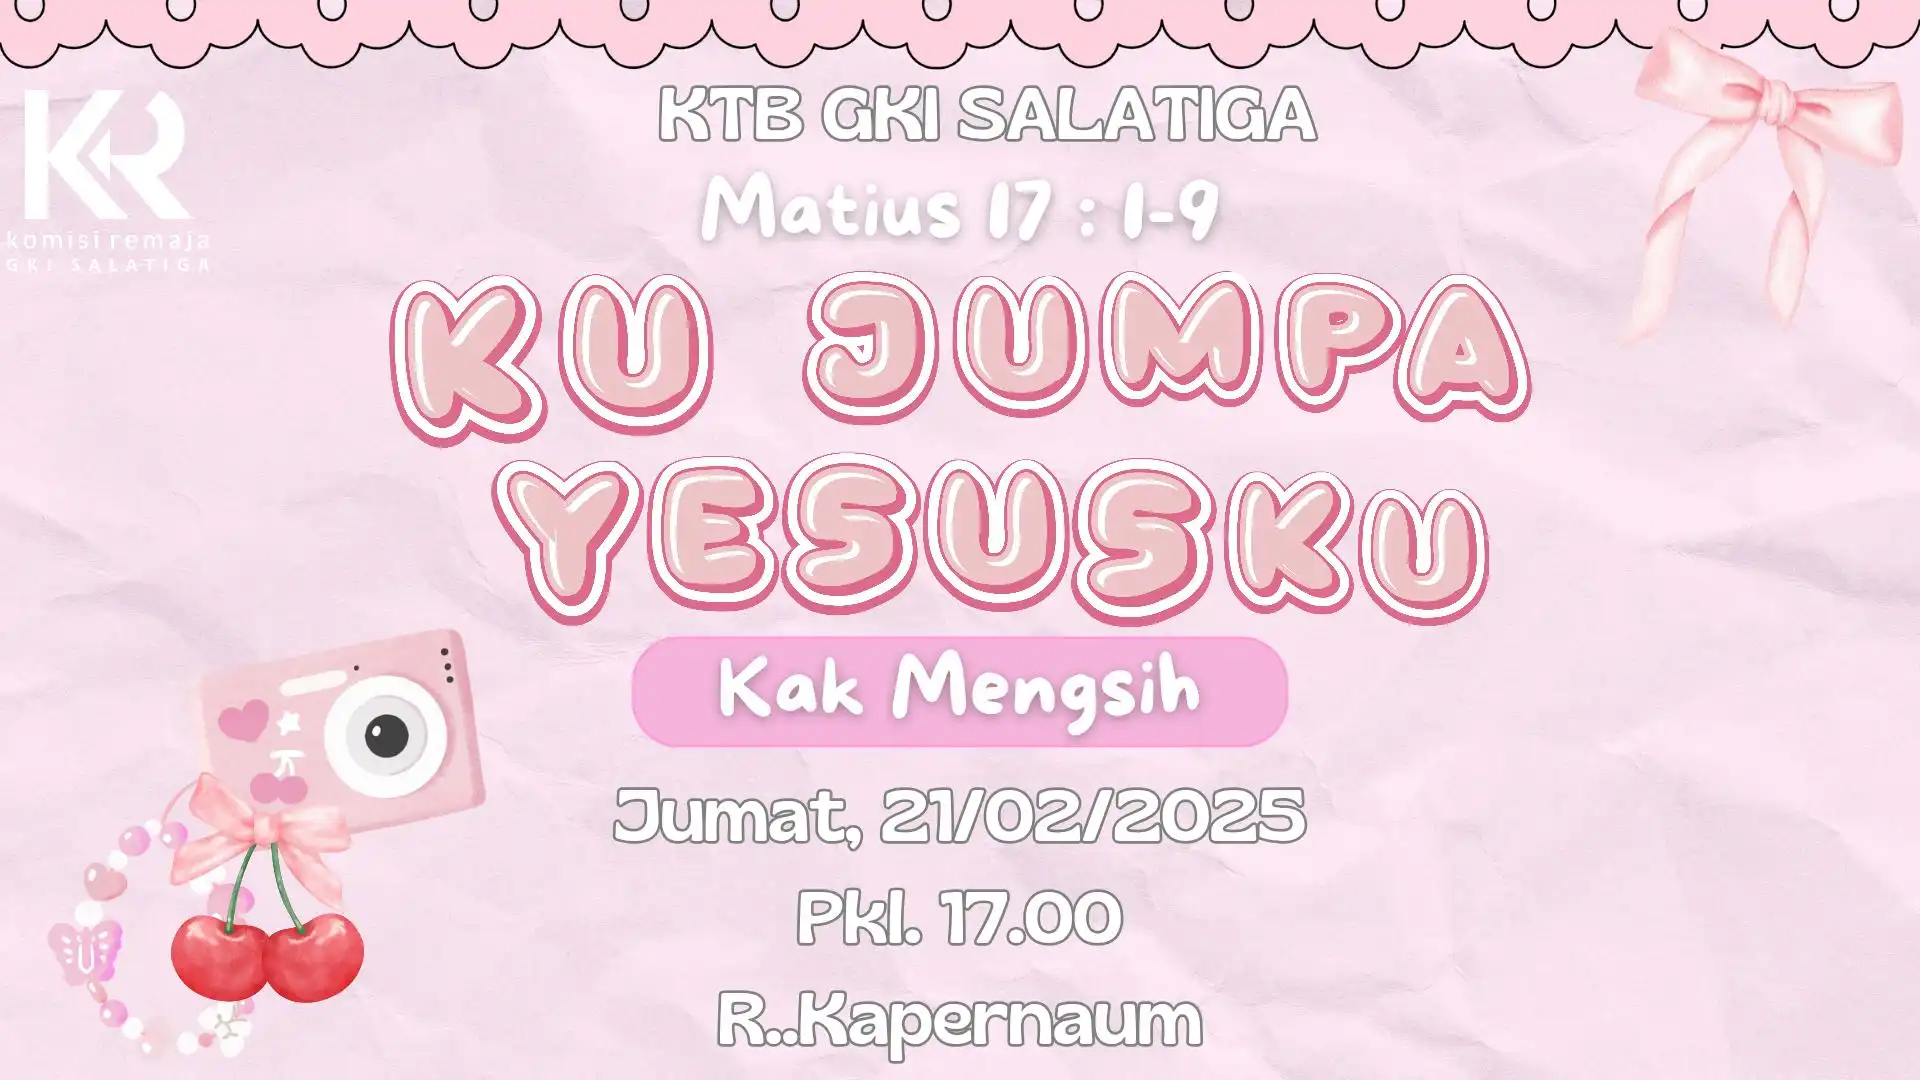 KTB GKI SALATIGA
KR
komisi remaja
GKI SALATIGA
Matius 17 : 1-9
KU JUMPA
YESUSKU
Kak Mengsih
Jumat, 21/02/2025
Pkl. 17.00
R..Kapernaum